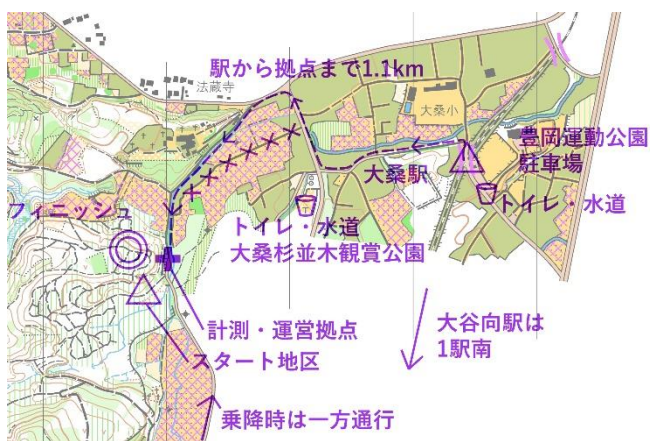 駅から拠点まで1.1km
法蔵寺
大桑小
豊岡運動公園
駐車場
大桑駅
トイレ・水道
フィニッシュ
トイレ・水道
大桑杉並木観賞公園
計測・運営拠点
スタート地区
大谷向駅は
1駅南
乗降時は一方通行